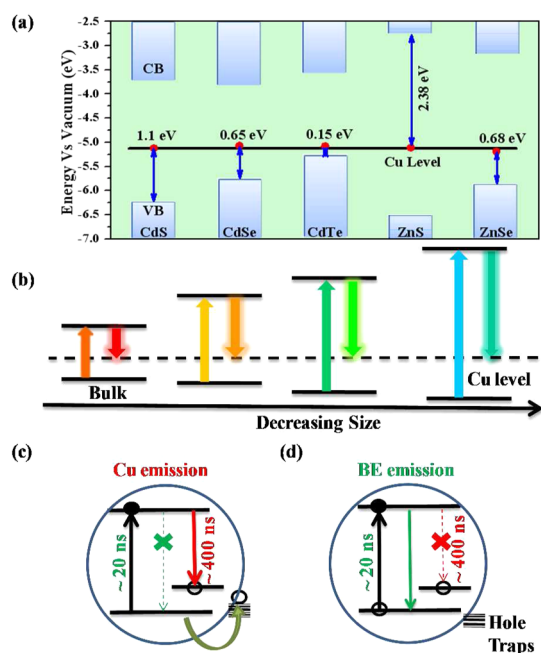 (a)
Energy Vs Vacuum (eV)
-2.5
-3.0
-3.5
-4.0
-4.5
-5.0
-5.5
-6.0
-6.5
-7.0
CB
2.38 eV
1.1 eV
0.65 eV
0.15 eV
0.68 eV
Cu Level
VB
CdS
CdSe
CdTe
ZnS
ZnSe
(b)
Bulk
Cu level
Decreasing Size
(c)
Cu emission
~ 20 ns
~ 400 ns
(d)
BE emission
~ 20 ns
~400 ns
Hole
Traps